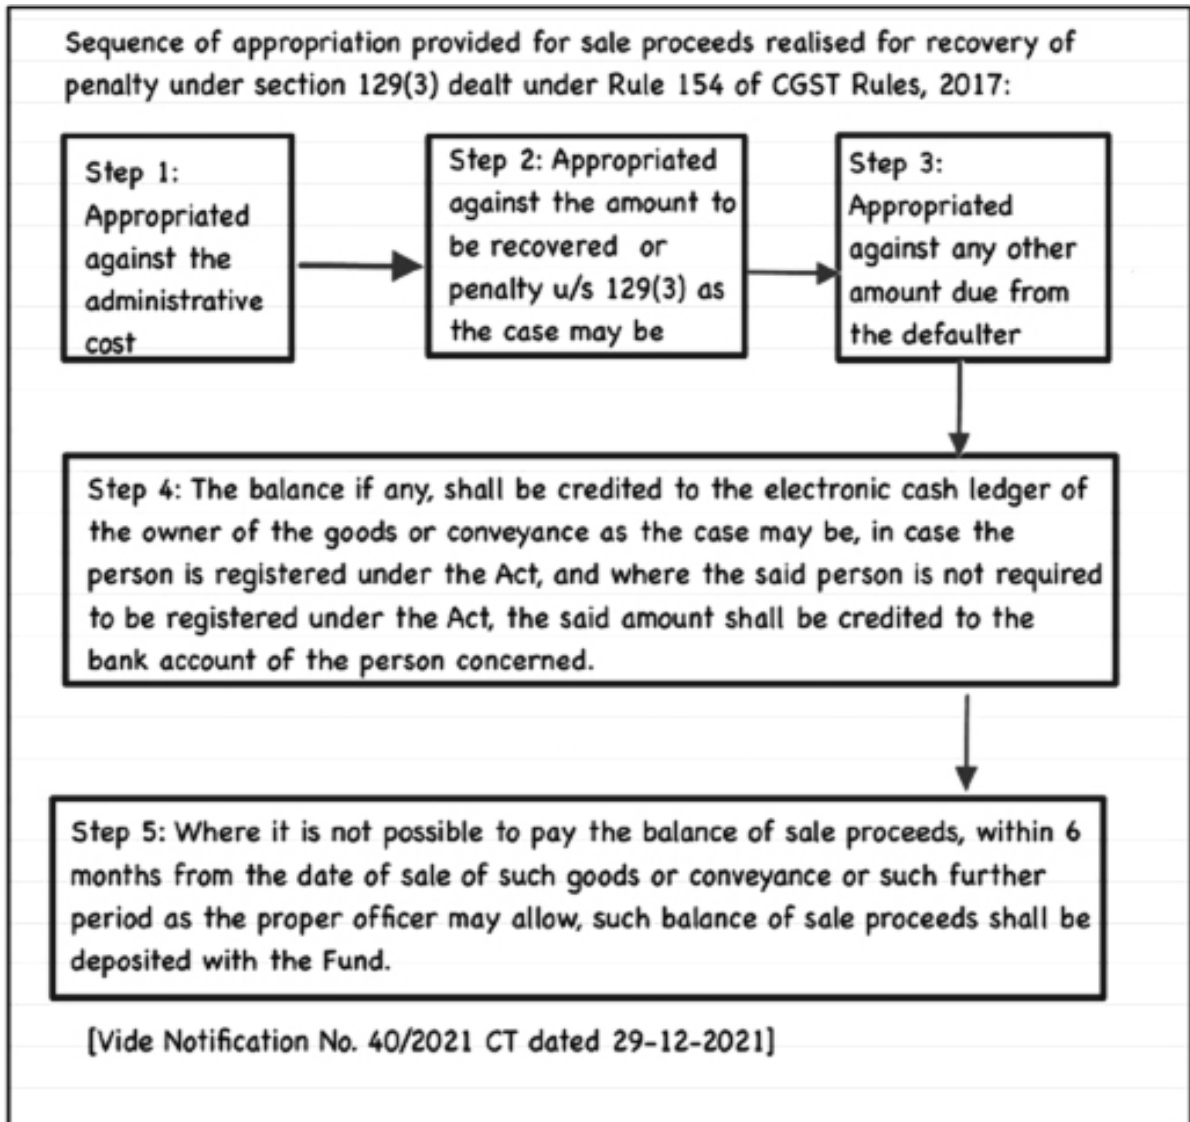 Sequence of appropriation provided for sale proceeds realised for recovery of
penalty under section 129(3) dealt under Rule 154 of CGST Rules, 2017:
Step 1:
Appropriated
against the
administrative
cost
Step 2: Appropriated
against the amount to
be recovered or
penalty u/s 129(3) as
the case may be
Step 3:
Appropriated
against any other
amount due from
the defaulter
Step 4: The balance if any, shall be credited to the electronic cash ledger of
the owner of the goods or conveyance as the case may be, in case the
person is registered under the Act, and where the said person is not required
to be registered under the Act, the said amount shall be credited to the
bank account of the person concerned.
Step 5: Where it is not possible to pay the balance of sale proceeds, within 6
months from the date of sale of such goods or conveyance or such further
period as the proper officer may allow, such balance of sale proceeds shall be
deposited with the Fund.
[Vide Notification No. 40/2021 CT dated 29-12-2021]